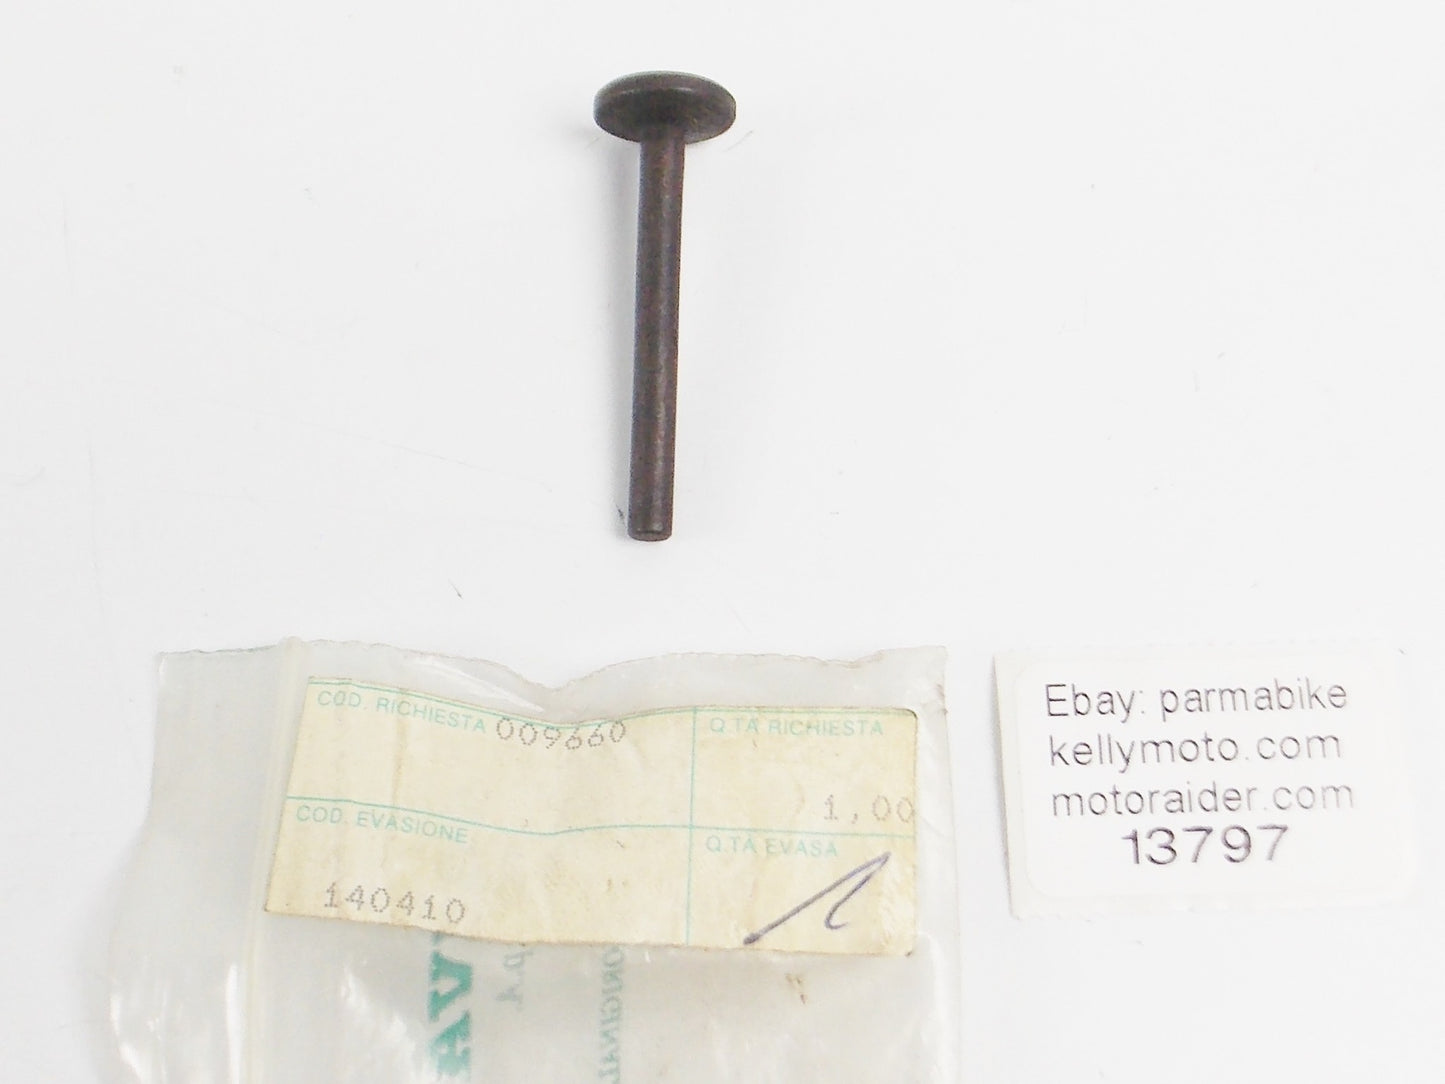 COD. RICHIESTA 009660
Q.TA RICHIESTA
1,00
COD. EVASIONE
140410
Q.TA EVASA
p.A.
ORIGINAL
Ebay: parmabike
kellymoto.com
motoraider.com
13797